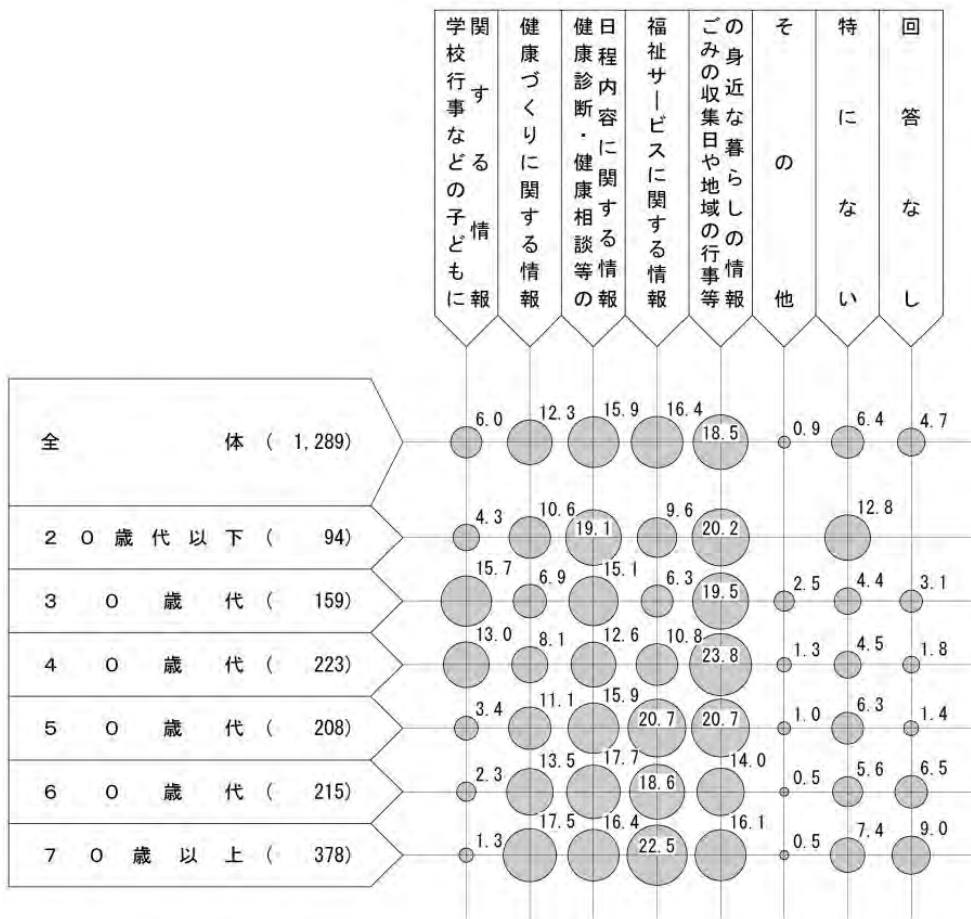 学校行事などの子どもに
関する情報
健康づくりに関する情報
健康診断・健康相談等の
日程内容に関する情報
福祉サービスに関する情報
ごみの収集日や地域の行事等
の身近な暮らしの情報
その他
特にない
回答なし
全体(1,289) 6.0 12.3 15.9 16.4 18.5 0.9 6.4 4.7
20歳代以下(94) 4.3 10.6 19.1 9.6 20.2 12.8
30歳代(159) 15.7 6.9 15.1 6.3 19.5 2.5 4.4 3.1
40歳代(223) 13.0 8.1 12.6 10.8 23.8 1.3 4.5 1.8
50歳代(208) 3.4 11.1 15.9 20.7 20.7 1.0 6.3 1.4
60歳代(215) 2.3 13.5 17.7 18.6 14.0 0.5 5.6 6.5
70歳以上(378) 1.3 17.5 16.4 22.5 16.1 0.5 7.4 9.0